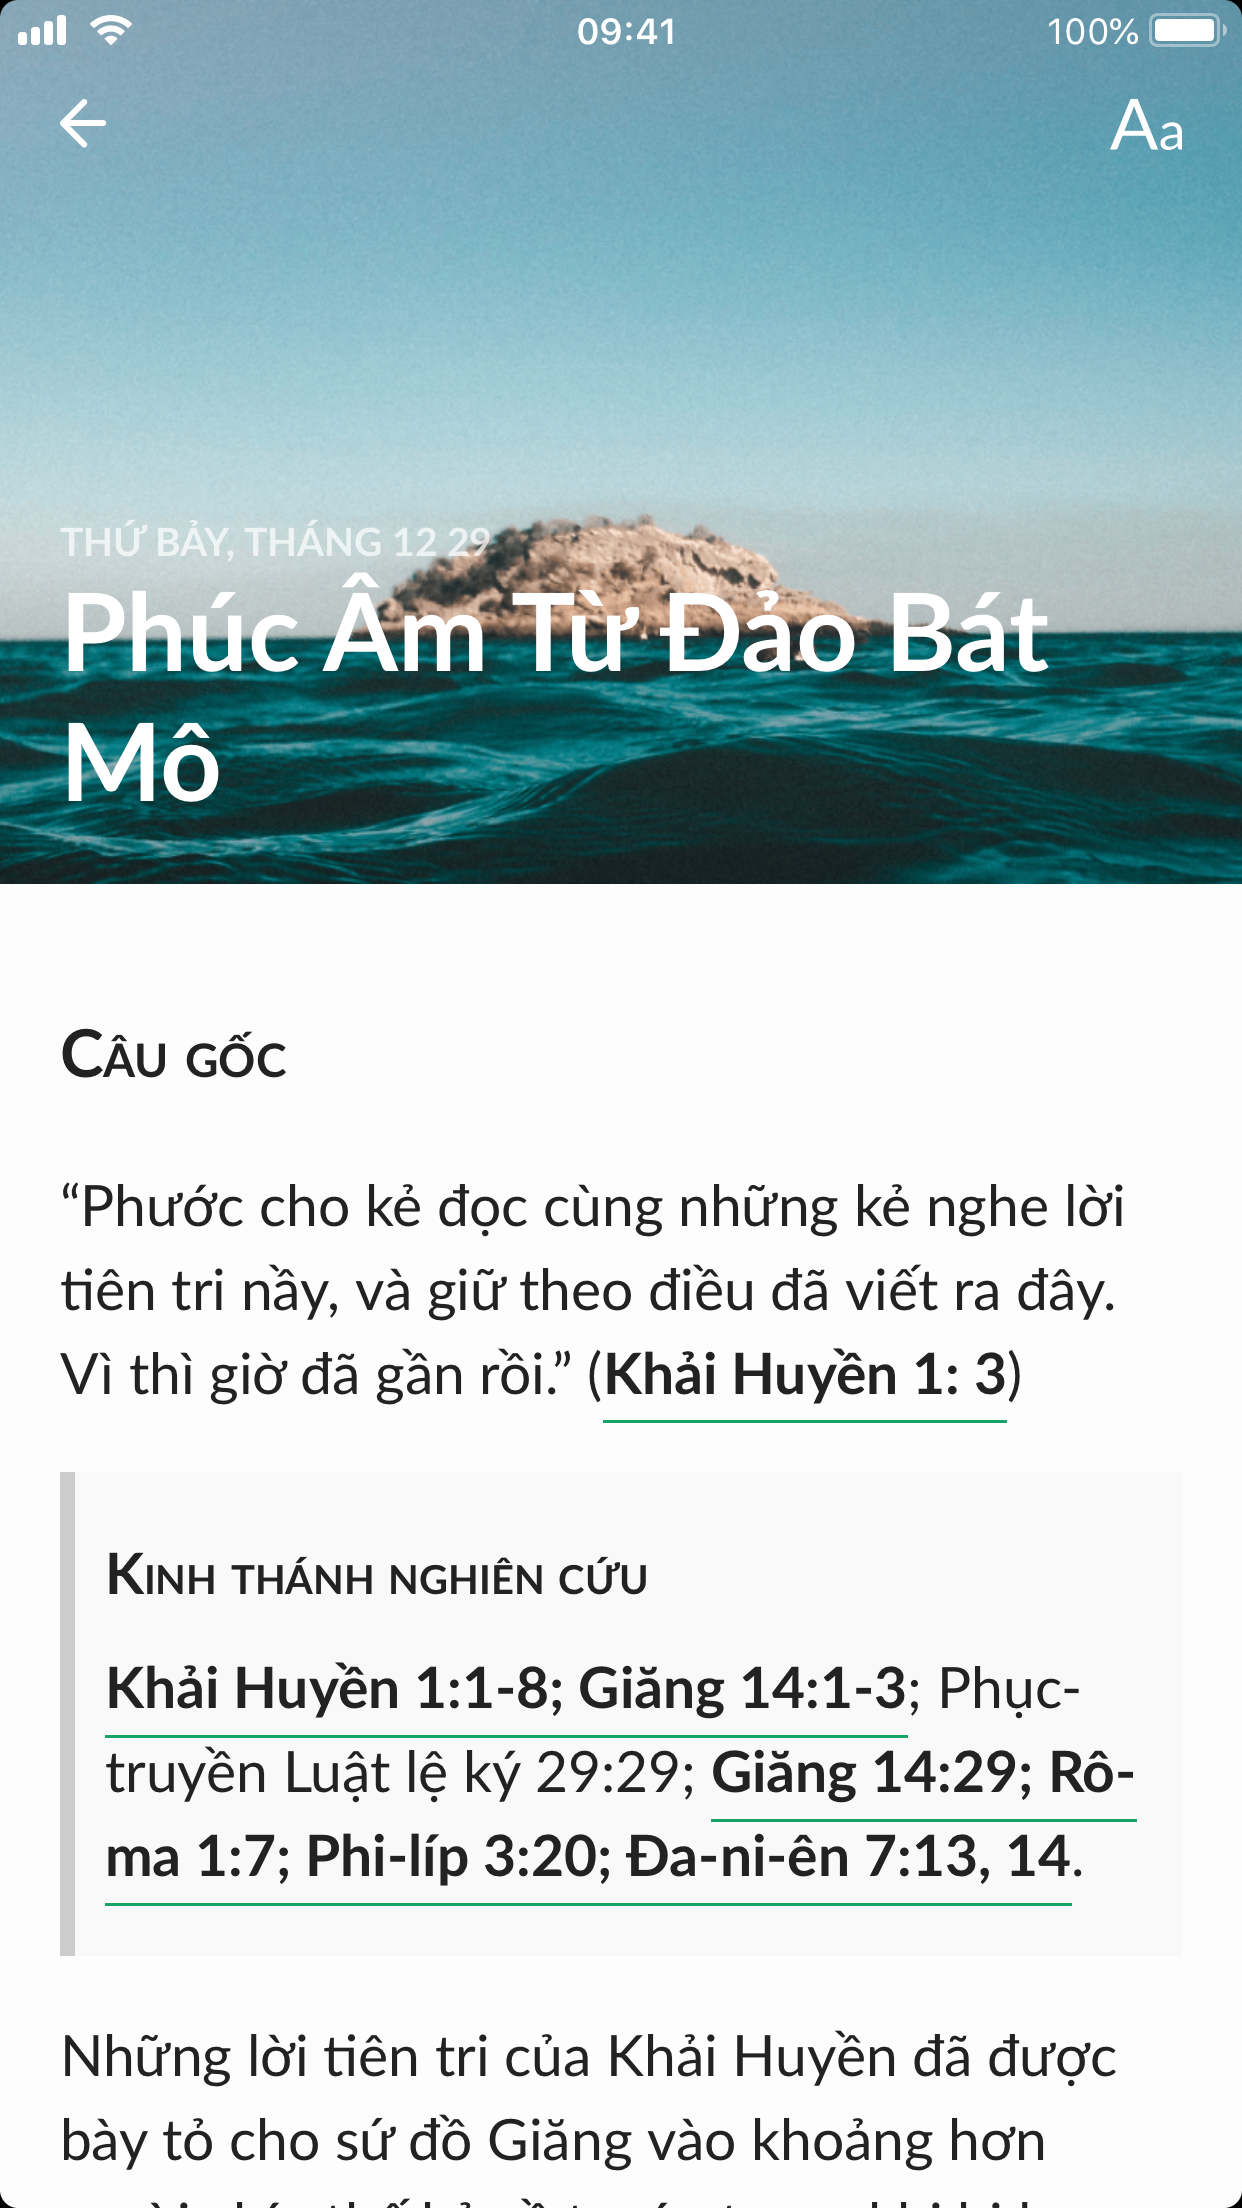 09:41
100%
Aa
THỨ BẢY, THÁNG 12 29
Phúc Âm Từ Đảo Bát
Mô
Câu gốc
“Phước cho kẻ đọc cùng những kẻ nghe lời
tiên tri nầy, và giữ theo điều đã viết ra đây.
Vì thì giờ đã gần rồi.” (Khải Huyền 1: 3)
Kinh thánh nghiên cứu
Khải Huyền 1:1-8; Giăng 14:1-3; Phục-
truyền Luật lệ ký 29:29; Giăng 14:29; Rô-
ma 1:7; Phi-líp 3:20; Đa-ni-ên 7:13, 14.
Những lời tiên tri của Khải Huyền đã được
bày tỏ cho sứ đồ Giăng vào khoảng hơn